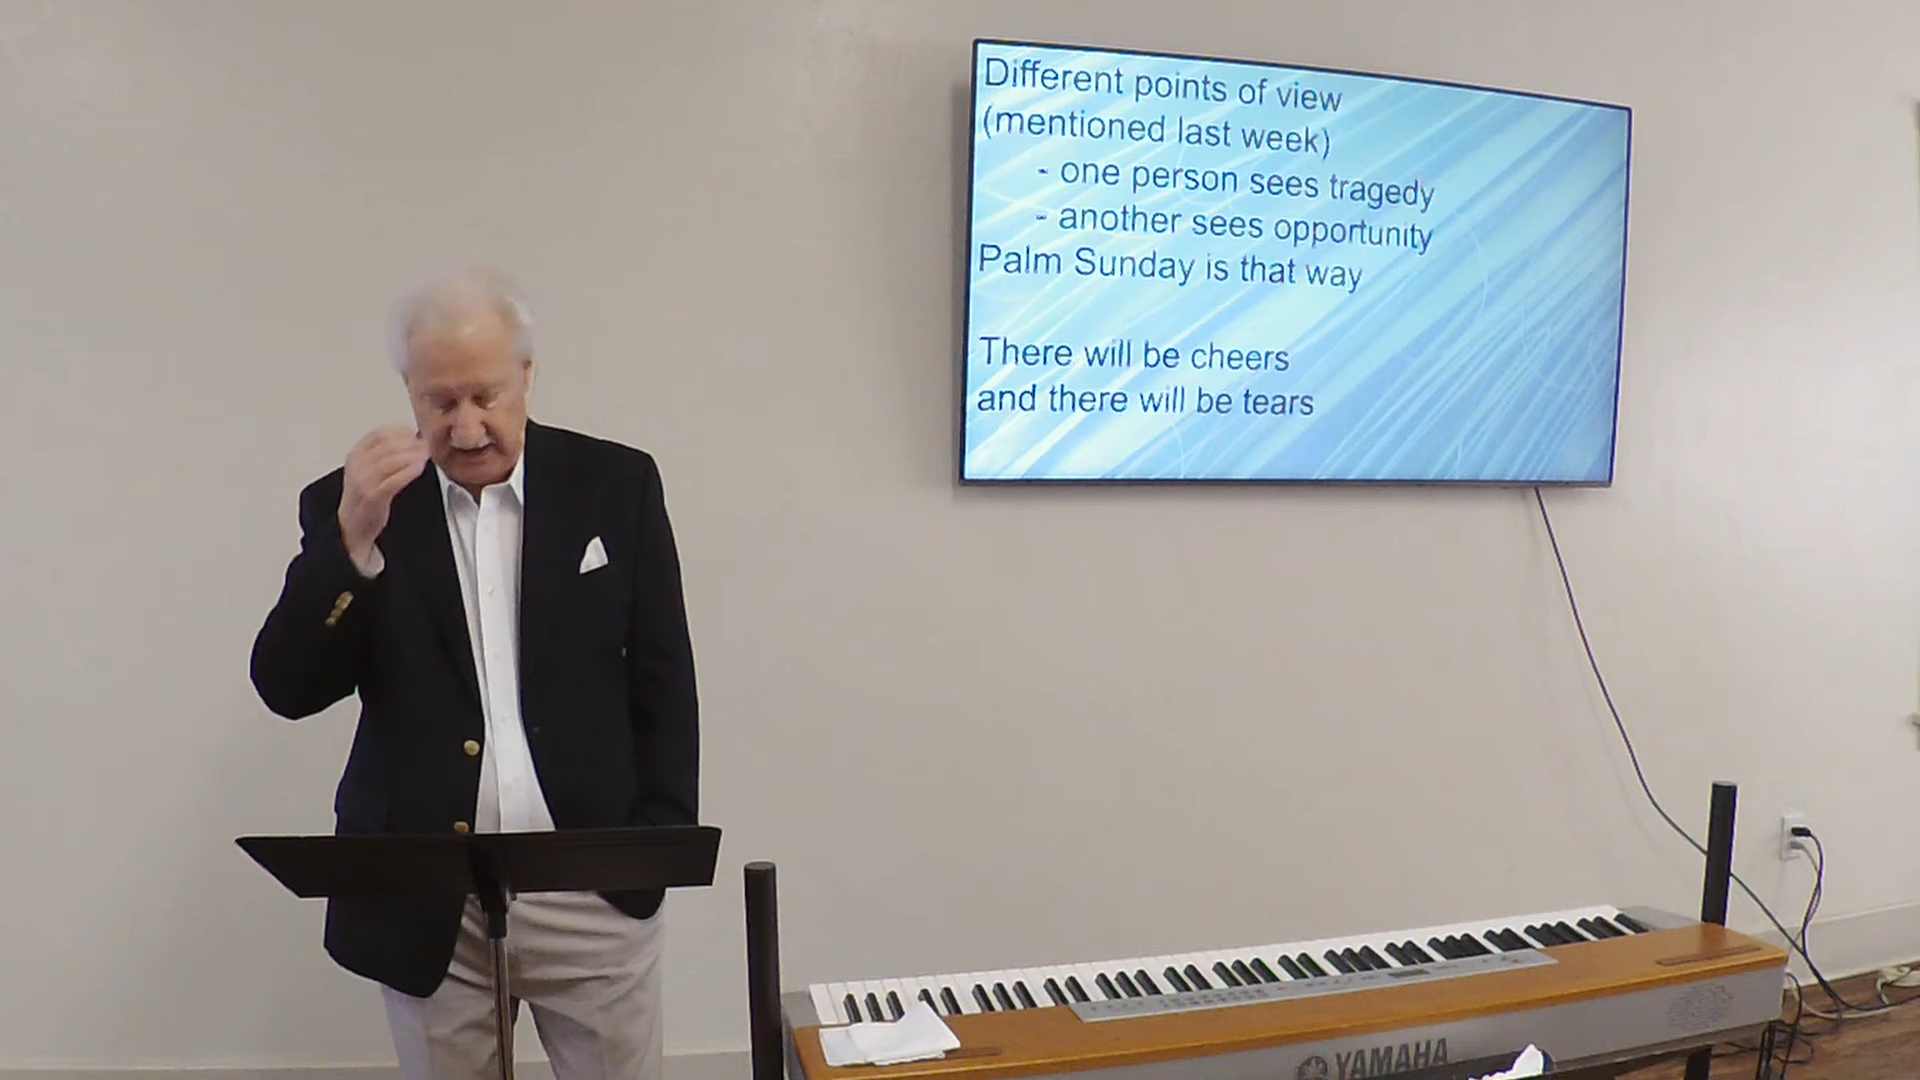 Different points of view
(mentioned last week)
- one person sees tragedy
- another sees opportunity
Palm Sunday is that way
There will be cheers
and there will be tears
YAMAHA